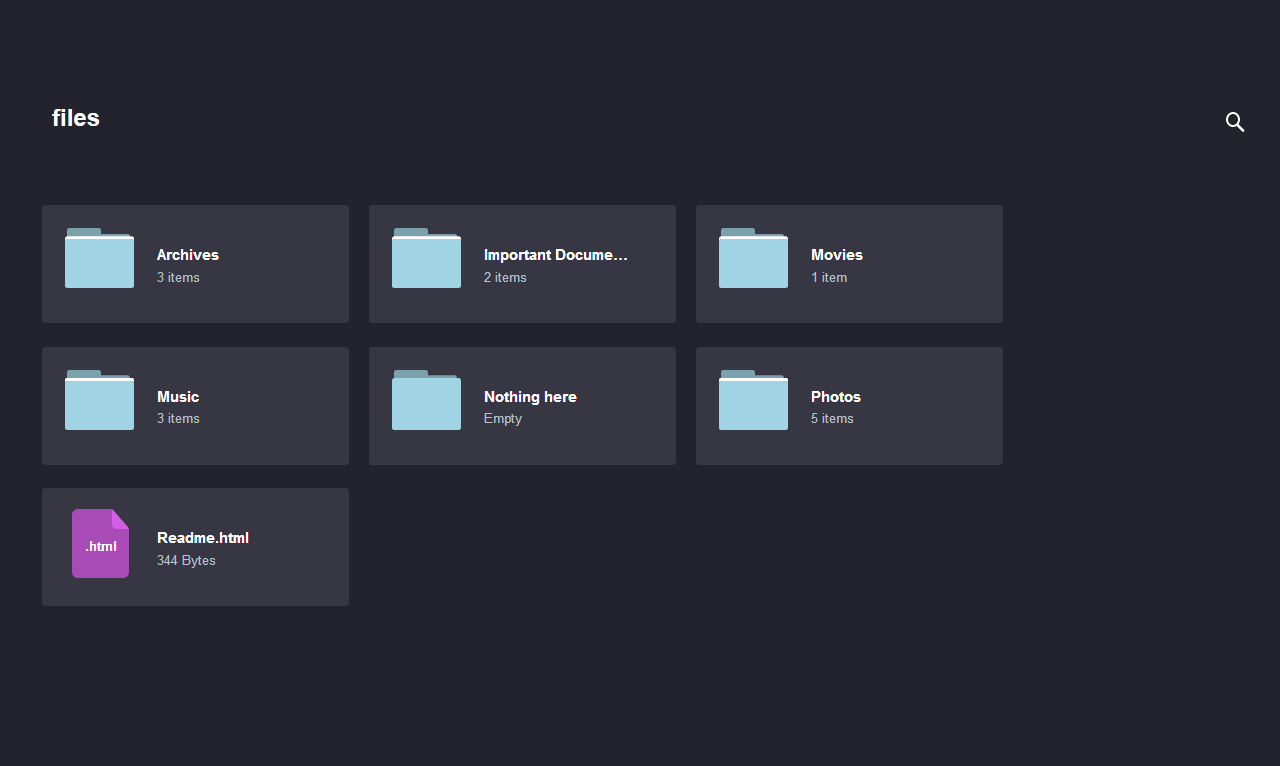 files
Archives
3 items
Important Docume…
2 items
Movies
1 item
Music
3 items
Nothing here
Empty
Photos
5 items
.html
Readme.html
344 Bytes